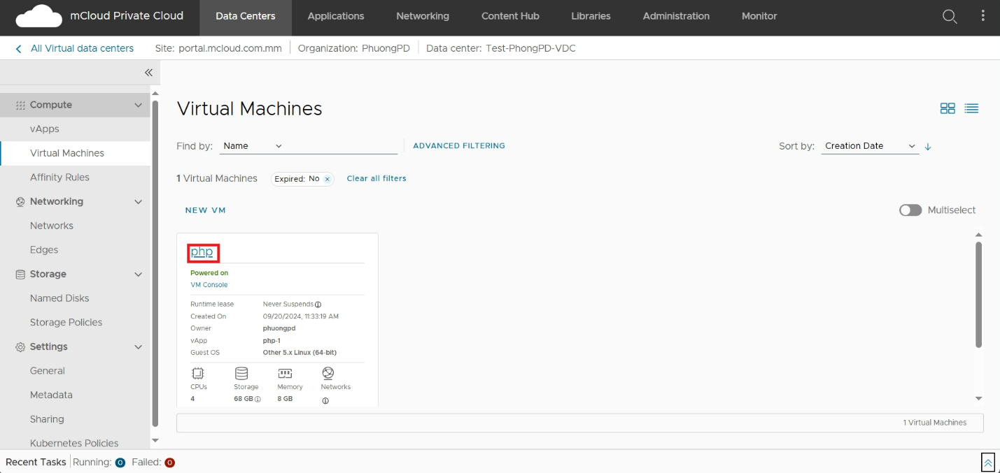 mCloud Private Cloud Data Centers Applications Networking Content Hub Libraries Administration Monitor
All Virtual data centers Site: portal.mcloud.com.mm Organization: PhuongPD Data center: Test-PhongPD-VDC
Compute
vApps
Virtual Machines
Affinity Rules
Networking
Networks
Edges
Storage
Named Disks
Storage Policies
Settings
General
Metadata
Sharing
Kubernetes Policies
Virtual Machines
Find by: Name ADVANCED FILTERING Sort by: Creation Date
1 Virtual Machines Expired: No × Clear all filters
NEW VM Multiselect
php
Powered on
VM Console
Runtime lease Never Suspends
Created On 09/20/2024, 11:33:19 AM
Owner phuongpd
vApp php-1
Guest OS Other 5.x Linux (64-bit)
CPUs Storage Memory Networks
4 68 GB 8 GB
1 Virtual Machines
Recent Tasks Running: 0 Failed: 0